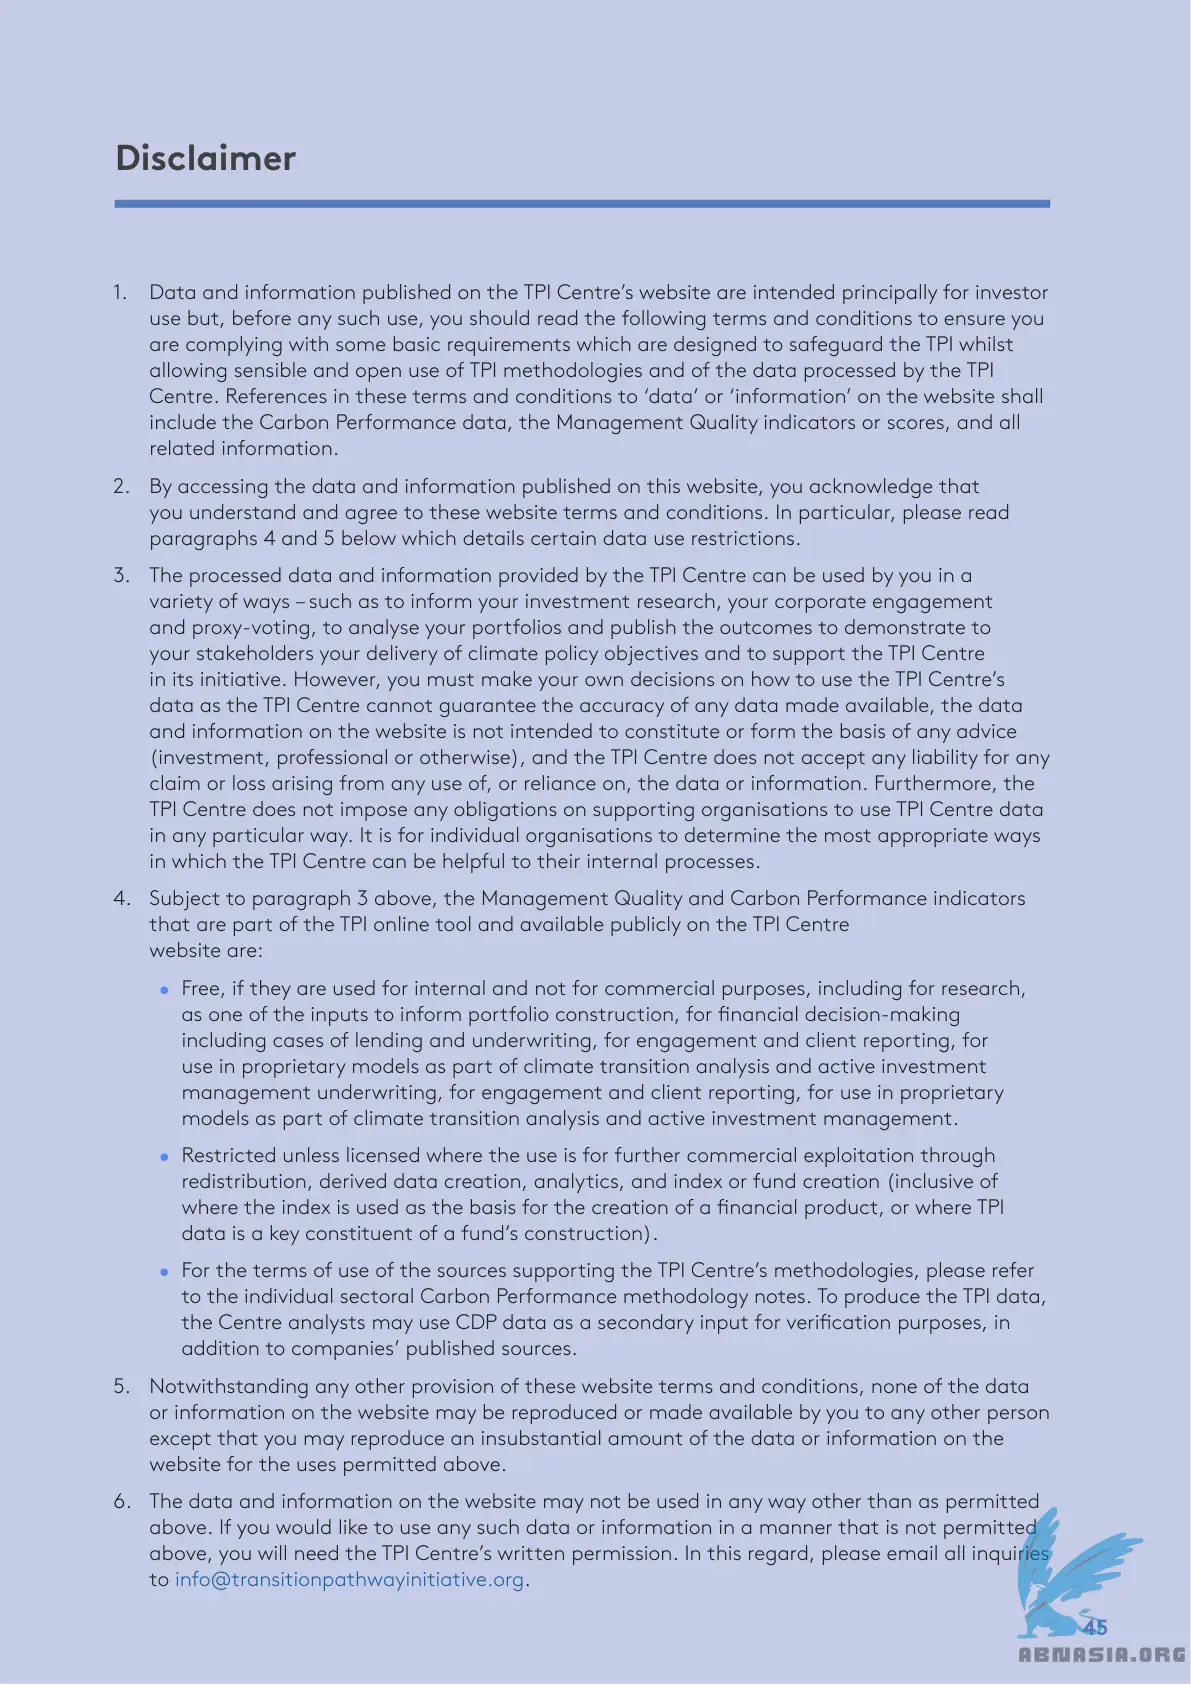 Disclaimer
1. Data and information published on the TPI Centre’s website are intended principally for investor
use but, before any such use, you should read the following terms and conditions to ensure you
are complying with some basic requirements which are designed to safeguard the TPI whilst
allowing sensible and open use of TPI methodologies and of the data processed by the TPI
Centre. References in these terms and conditions to ‘data’ or ‘information’ on the website shall
include the Carbon Performance data, the Management Quality indicators or scores, and all
related information.
2. By accessing the data and information published on this website, you acknowledge that
you understand and agree to these website terms and conditions. In particular, please read
paragraphs 4 and 5 below which details certain data use restrictions.
3. The processed data and information provided by the TPI Centre can be used by you in a
variety of ways – such as to inform your investment research, your corporate engagement
and proxy-voting, to analyse your portfolios and publish the outcomes to demonstrate to
your stakeholders your delivery of climate policy objectives and to support the TPI Centre
in its initiative. However, you must make your own decisions on how to use the TPI Centre’s
data as the TPI Centre cannot guarantee the accuracy of any data made available, the data
and information on the website is not intended to constitute or form the basis of any advice
(investment, professional or otherwise), and the TPI Centre does not accept any liability for any
claim or loss arising from any use of, or reliance on, the data or information. Furthermore, the
TPI Centre does not impose any obligations on supporting organisations to use TPI Centre data
in any particular way. It is for individual organisations to determine the most appropriate ways
in which the TPI Centre can be helpful to their internal processes.
4. Subject to paragraph 3 above, the Management Quality and Carbon Performance indicators
that are part of the TPI online tool and available publicly on the TPI Centre
website are:
• Free, if they are used for internal and not for commercial purposes, including for research,
as one of the inputs to inform portfolio construction, for financial decision-making
including cases of lending and underwriting, for engagement and client reporting, for
use in proprietary models as part of climate transition analysis and active investment
management underwriting, for engagement and client reporting, for use in proprietary
models as part of climate transition analysis and active investment management.
• Restricted unless licensed where the use is for further commercial exploitation through
redistribution, derived data creation, analytics, and index or fund creation (inclusive of
where the index is used as the basis for the creation of a financial product, or where TPI
data is a key constituent of a fund’s construction).
• For the terms of use of the sources supporting the TPI Centre’s methodologies, please refer
to the individual sectoral Carbon Performance methodology notes. To produce the TPI data,
the Centre analysts may use CDP data as a secondary input for verification purposes, in
addition to companies’ published sources.
5. Notwithstanding any other provision of these website terms and conditions, none of the data
or information on the website may be reproduced or made available by you to any other person
except that you may reproduce an insubstantial amount of the data or information on the
website for the uses permitted above.
6. The data and information on the website may not be used in any way other than as permitted
above. If you would like to use any such data or information in a manner that is not permitted
above, you will need the TPI Centre’s written permission. In this regard, please email all inquiries
to info@transitionpathwayinitiative.org.
45
ABNASIA.ORG